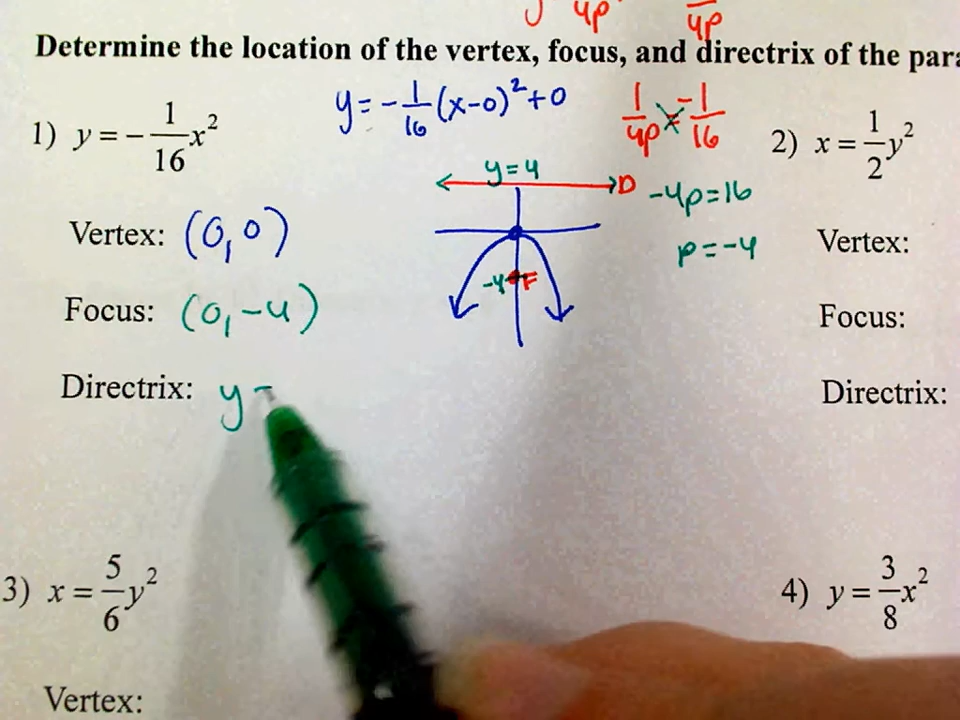 y 4p 4p
Determine the location of the vertex, focus, and directrix of the para
1) y = -1/16 x²
y = -1/16 (x-0)² + 0
1/4p = -1/16
-4p = 16
p = -4
y = 4
D
-4 F
Vertex: (0, 0)
Focus: (0, -4)
Directrix: y =
2) x = 1/2 y²
Vertex:
Focus:
Directrix:
3) x = 5/6 y²
Vertex:
4) y = 3/8 x²